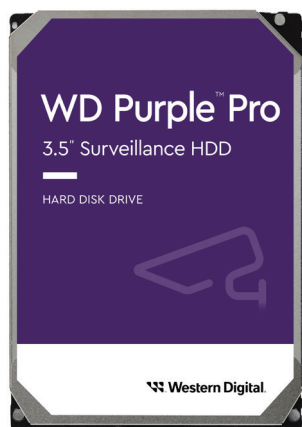 WD Purple™ Pro
3.5" Surveillance HDD
HARD DISK DRIVE
Western Digital.